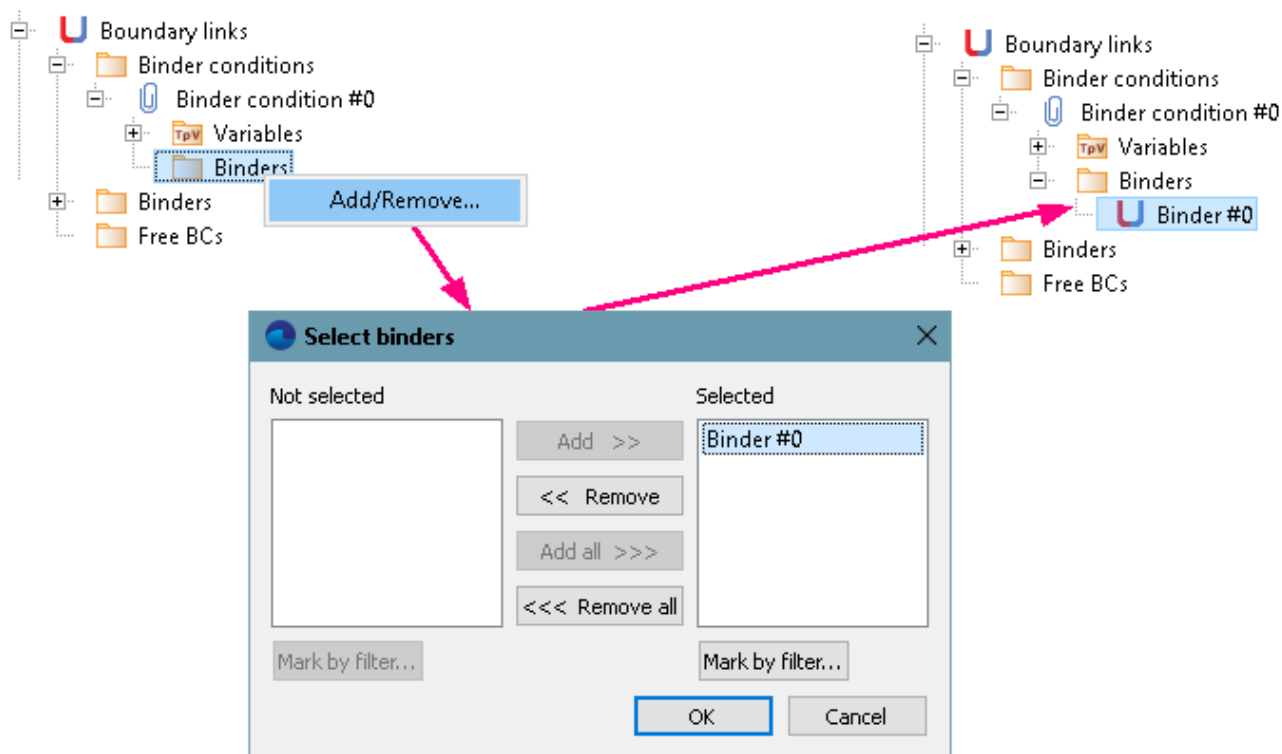 Boundary links
Binder conditions
Binder condition #0
TpV Variables
Binders
Add/Remove...
Binders
Free BCs
Boundary links
Binder conditions
Binder condition #0
TpV Variables
Binders
Binder #0
Binders
Free BCs
Select binders
Not selected
Selected
Binder #0
Add >>
<< Remove
Add all >>>
<<< Remove all
Mark by filter...
Mark by filter...
OK
Cancel